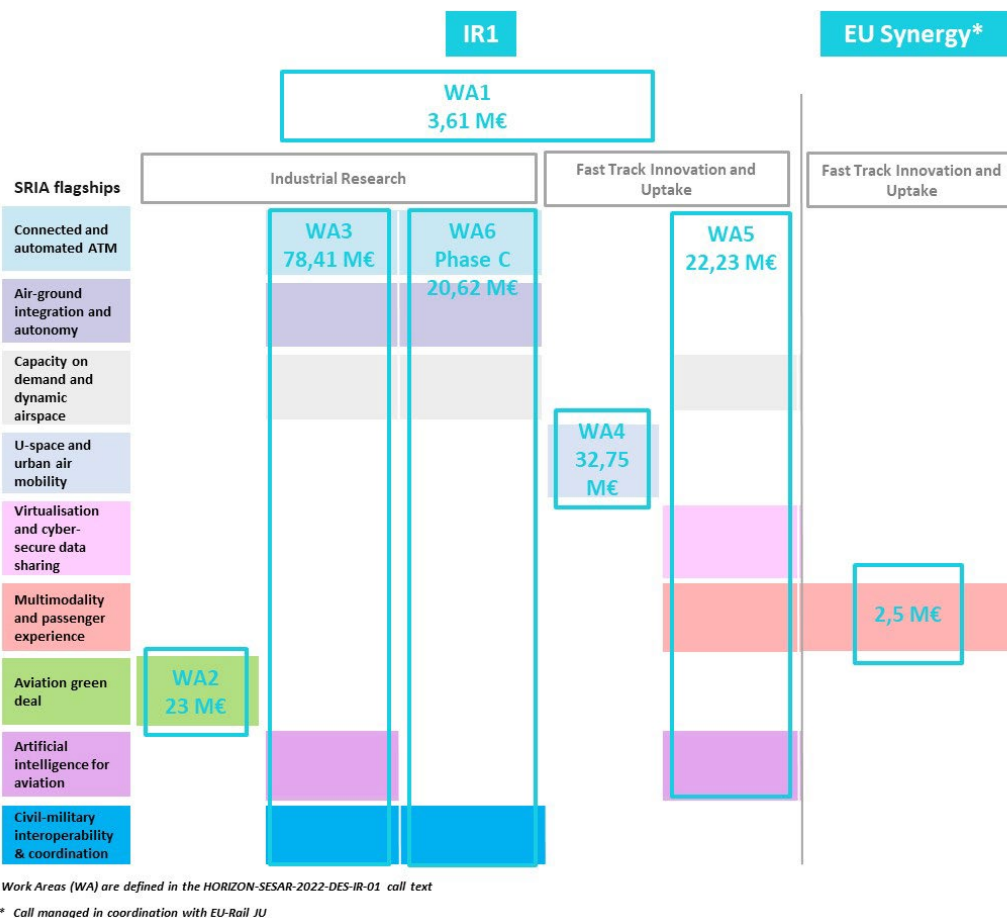 IR1
EU Synergy*
WA1
3,61 M€
SRIA flagships
Industrial Research
Fast Track Innovation and
Uptake
Fast Track Innovation and
Uptake
Connected and
automated ATM
WA3
78,41 M€
WA6
Phase C
20,62 M€
WA5
22,23 M€
Air-ground
integration and
autonomy
Capacity on
demand and
dynamic
airspace
U-space and
urban air
mobility
WA4
32,75
M€
Virtualisation
and cyber-
secure data
sharing
Multimodality
and passenger
experience
2,5 M€
Aviation green
deal
WA2
23 M€
Artificial
intelligence for
aviation
Civil-military
interoperability
& coordination
Work Areas (WA) are defined in the HORIZON-SESAR-2022-DES-IR-01 call text
* Call managed in coordination with EU-Rail JU